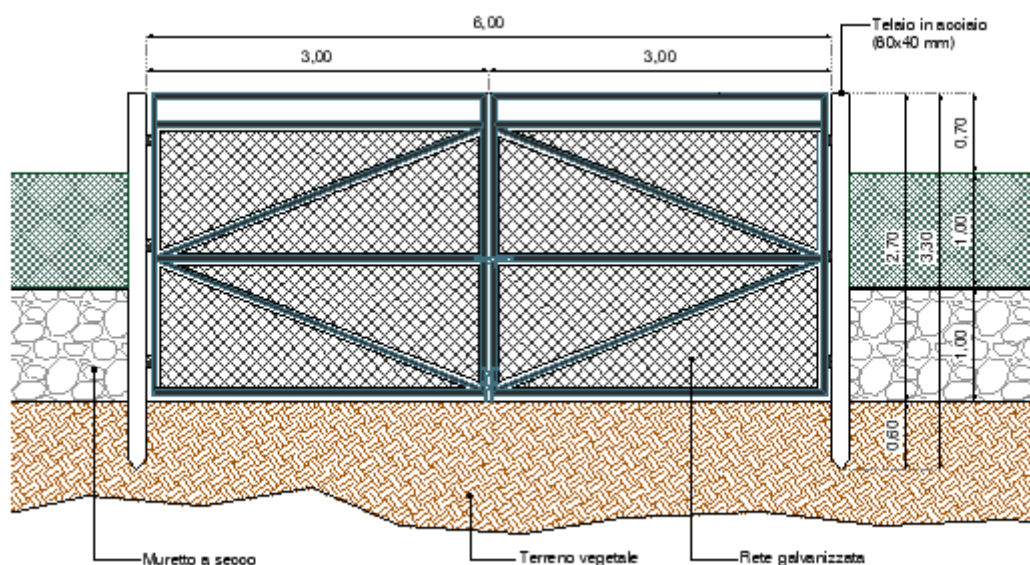 6,00
Telaio in acciaio
(60x40 mm)
3,00
3,00
0,70
2,70
3,30
1,00
1,00
0,60
Muretto a secco
Terreno vegetale
Rete galvanizzata